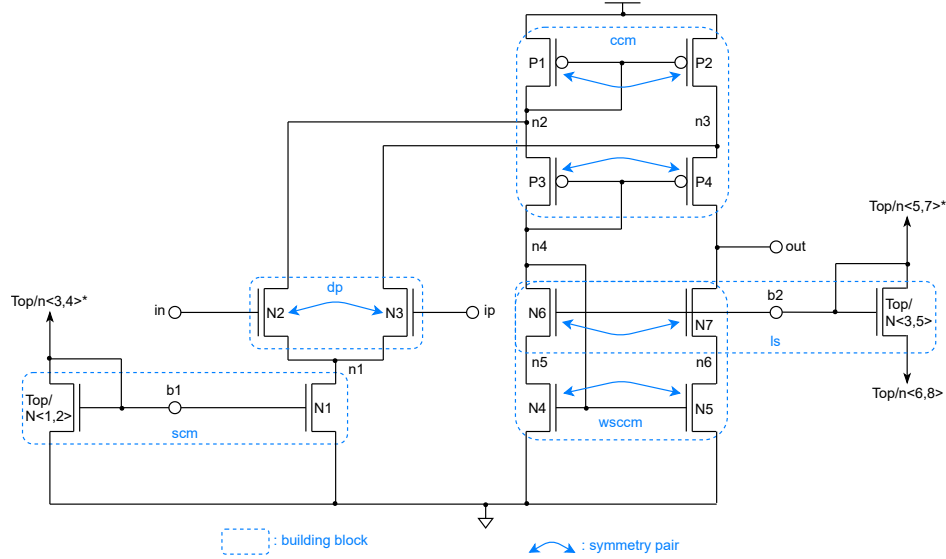 ccm
P1
P2
n2
n3
P3
P4
Top/n<5,7>*
n4
out
dp
Top/n<3,4>*
in
N2
N3
ip
N6
N7
b2
Top/
N<3,5>
ls
n1
n5
n6
Top/
N<1,2>
b1
N1
N4
N5
Top/n<6,8>
scm
wsccm
: building block
: symmetry pair